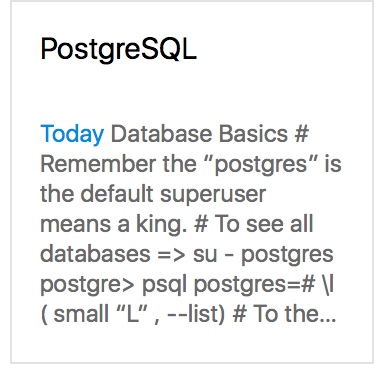 PostgreSQL
Today Database Basics #
Remember the “postgres” is
the default superuser
means a king. # To see all
databases => su - postgres
postgre> psql postgres=# \l
( small “L” , --list) # To the...